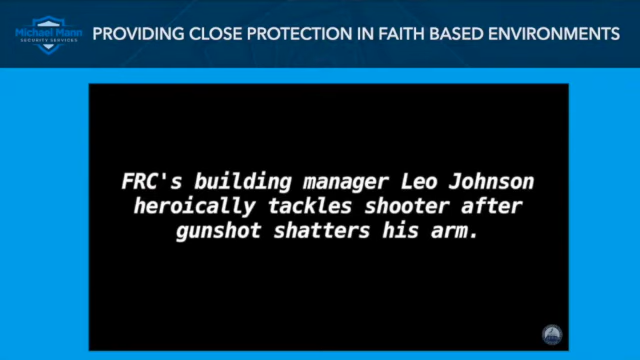 Michael Mann
SECURITY SERVICES
PROVIDING CLOSE PROTECTION IN FAITH BASED ENVIRONMENTS
FRC's building manager Leo Johnson
heroically tackles shooter after
gunshot shatters his arm.